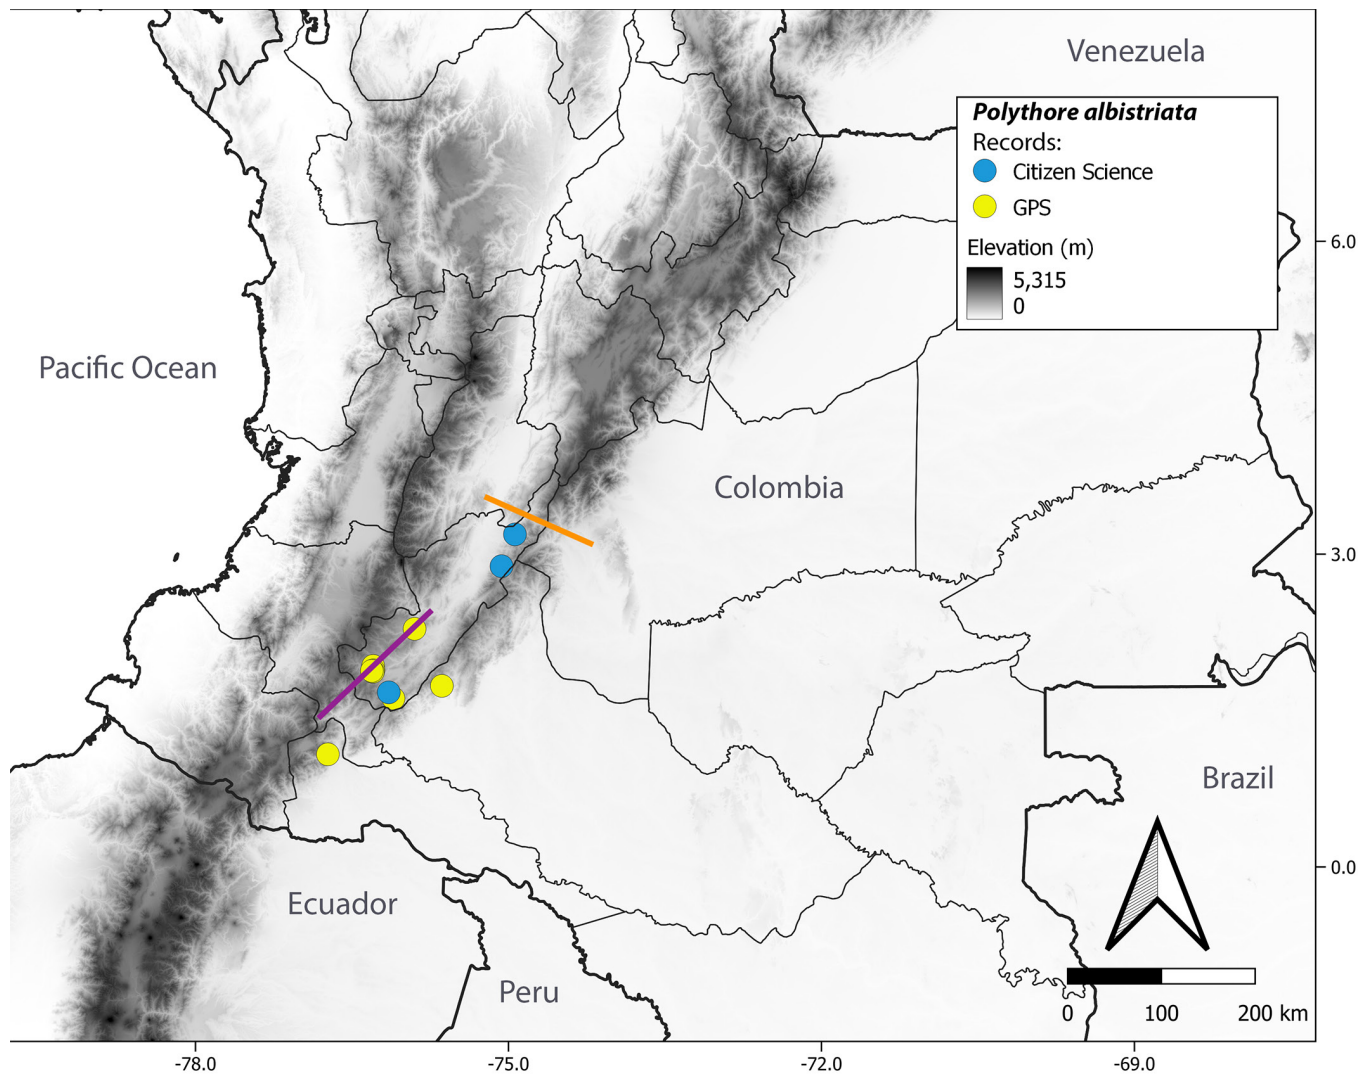 Venezuela
Polythore albistriata
Records:
Citizen Science
GPS
Elevation (m)
5,315
0
6.0
Pacific Ocean
Colombia
3.0
Brazil
0.0
Ecuador
Peru
0 100 200 km
-78.0 -75.0 -72.0 -69.0